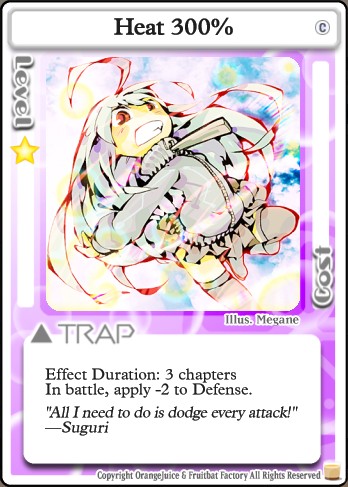 Heat 300%
C
Level
Illus. Megane
Cost
TRAP
Effect Duration: 3 chapters
In battle, apply -2 to Defense.
"All I need to do is dodge every attack!"
—Suguri
Copyright Orangejuice & Fruitbat Factory All Rights Reserved